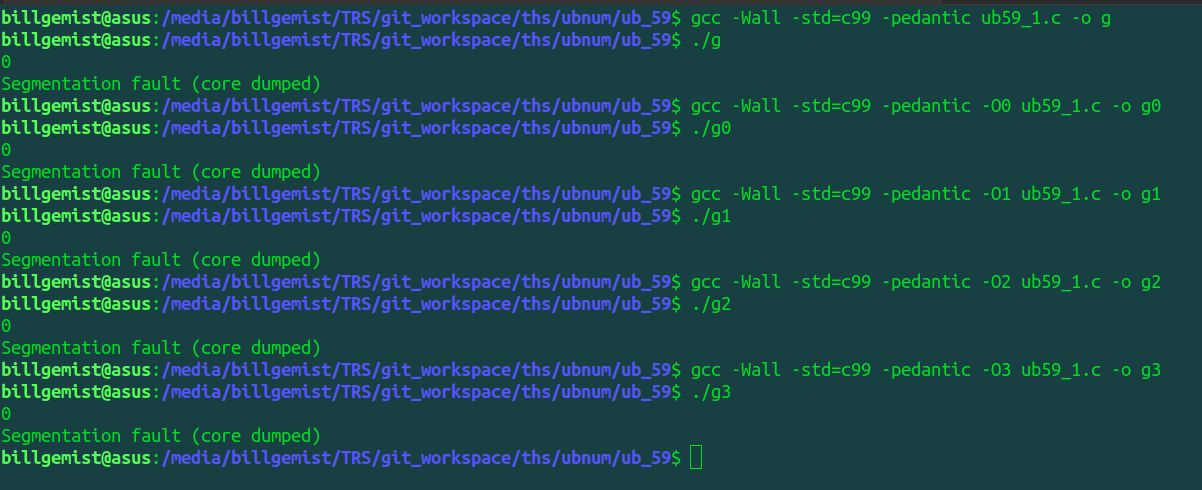 billgemist@asus:/media/billgemist/TRS/git_workspace/ths/ubnum/ub_59$ gcc -Wall -std=c99 -pedantic ub59_1.c -o g
billgemist@asus:/media/billgemist/TRS/git_workspace/ths/ubnum/ub_59$ ./g
0
Segmentation fault (core dumped)
billgemist@asus:/media/billgemist/TRS/git_workspace/ths/ubnum/ub_59$ gcc -Wall -std=c99 -pedantic -O0 ub59_1.c -o g0
billgemist@asus:/media/billgemist/TRS/git_workspace/ths/ubnum/ub_59$ ./g0
0
Segmentation fault (core dumped)
billgemist@asus:/media/billgemist/TRS/git_workspace/ths/ubnum/ub_59$ gcc -Wall -std=c99 -pedantic -O1 ub59_1.c -o g1
billgemist@asus:/media/billgemist/TRS/git_workspace/ths/ubnum/ub_59$ ./g1
0
Segmentation fault (core dumped)
billgemist@asus:/media/billgemist/TRS/git_workspace/ths/ubnum/ub_59$ gcc -Wall -std=c99 -pedantic -O2 ub59_1.c -o g2
billgemist@asus:/media/billgemist/TRS/git_workspace/ths/ubnum/ub_59$ ./g2
0
Segmentation fault (core dumped)
billgemist@asus:/media/billgemist/TRS/git_workspace/ths/ubnum/ub_59$ gcc -Wall -std=c99 -pedantic -O3 ub59_1.c -o g3
billgemist@asus:/media/billgemist/TRS/git_workspace/ths/ubnum/ub_59$ ./g3
0
Segmentation fault (core dumped)
billgemist@asus:/media/billgemist/TRS/git_workspace/ths/ubnum/ub_59$